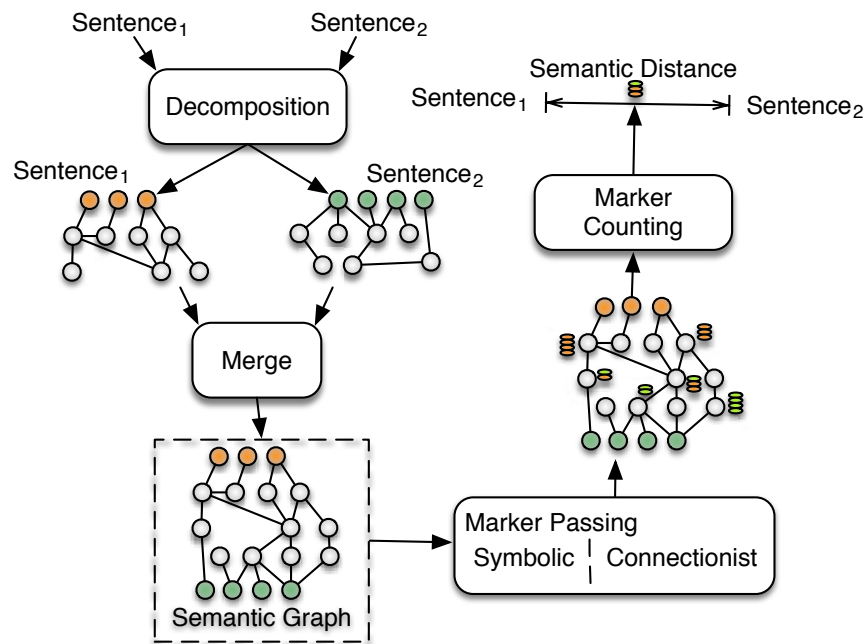 Sentence₁
Sentence₂
Decomposition
Sentence₁
Sentence₂
Merge
Semantic Graph
Marker Passing
Symbolic
Connectionist
Marker
Counting
Semantic Distance
Sentence₁
Sentence₂